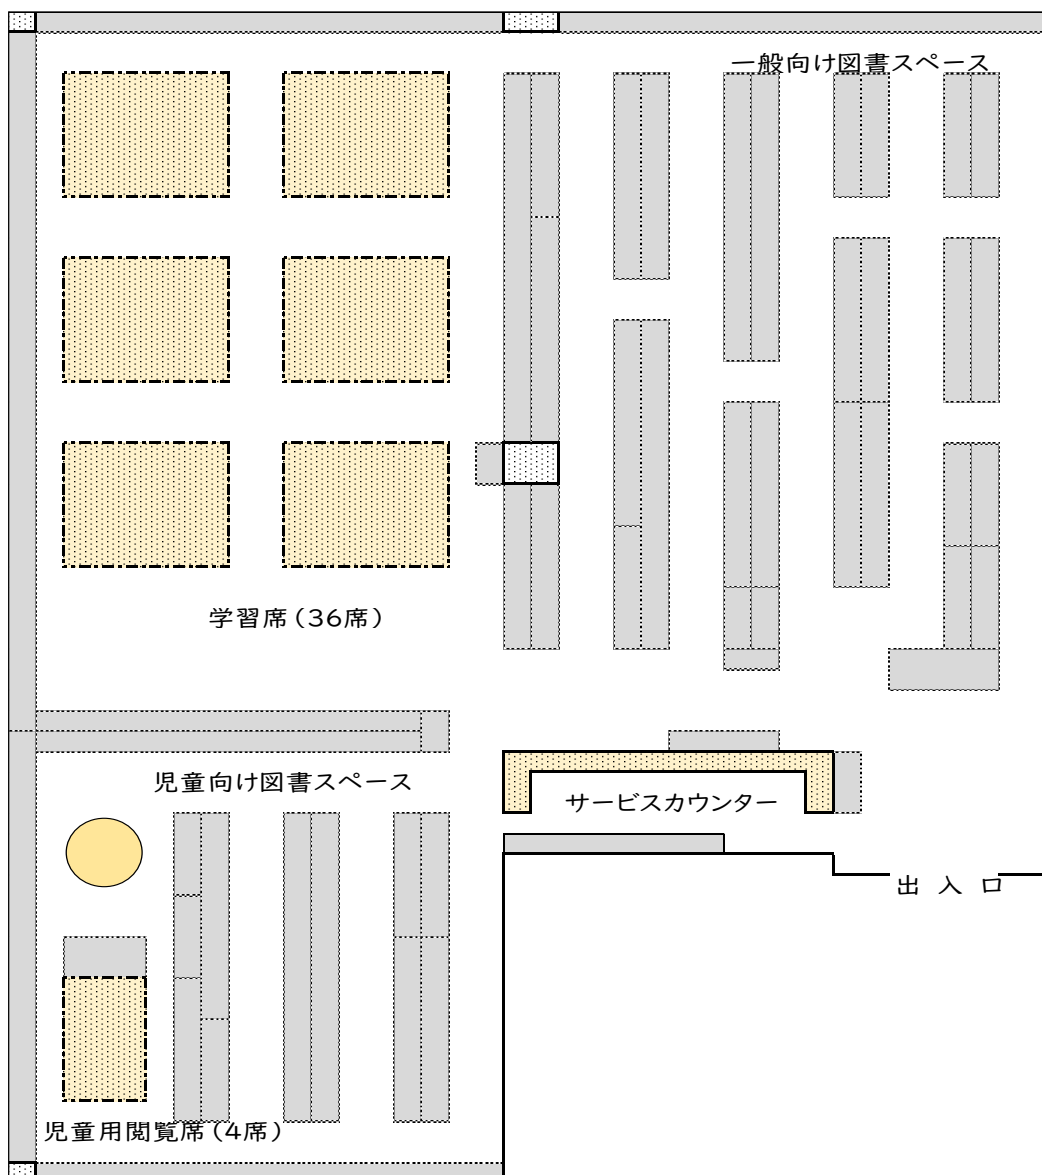 一般向け図書スペース
学習席（36席）
児童向け図書スペース
サービスカウンター
出 入 口
児童用閲覧席（4席）